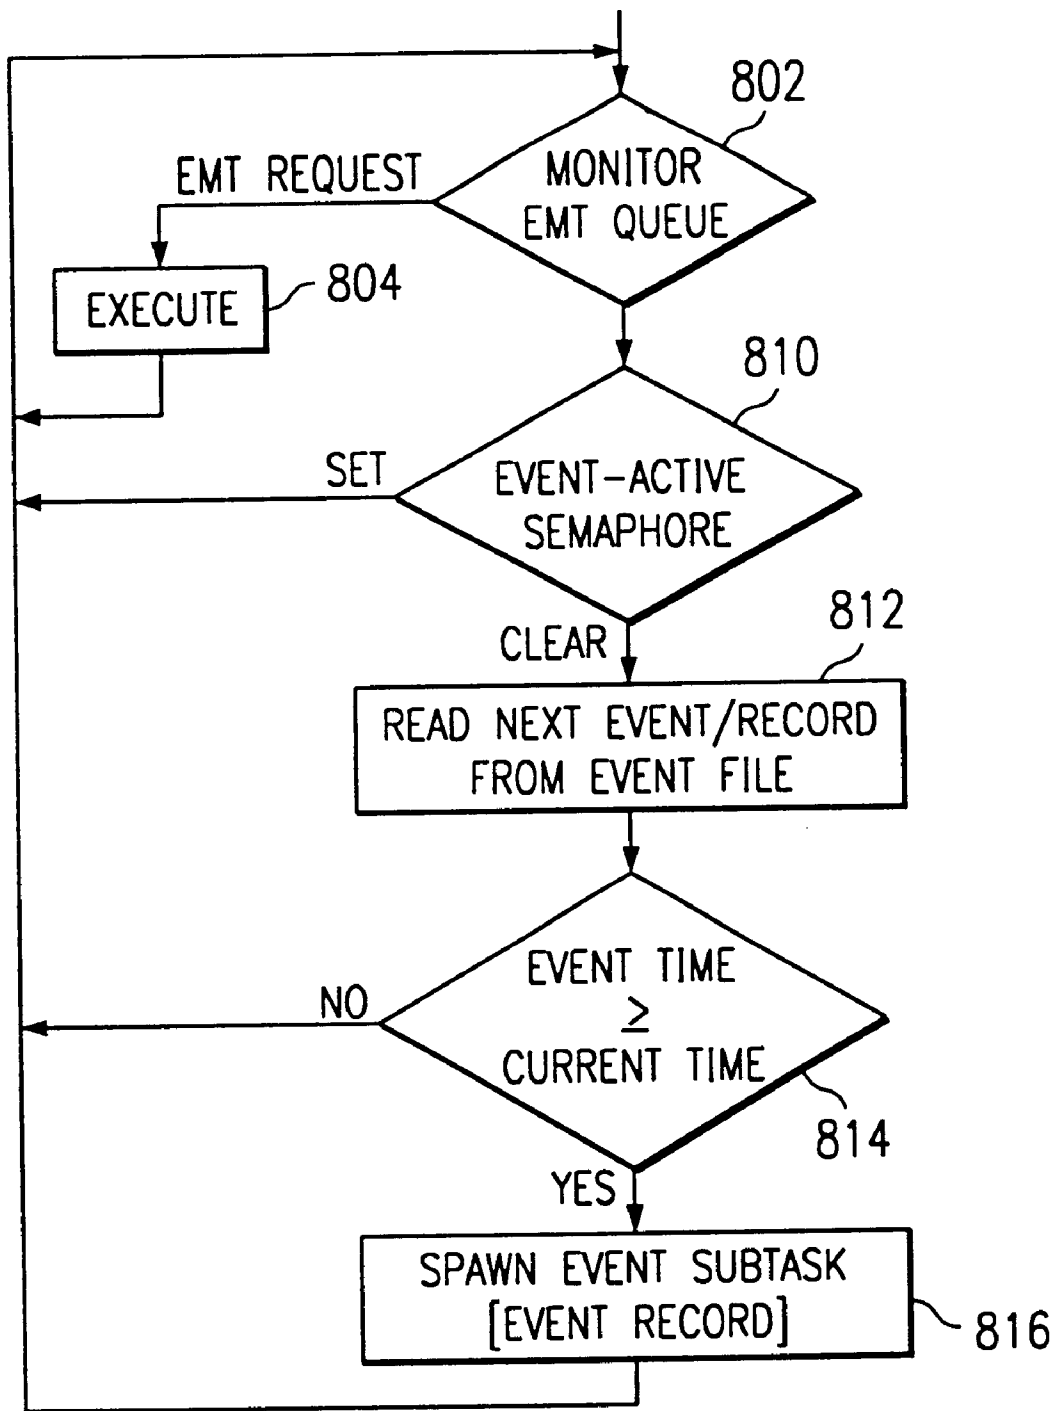 802
MONITOR
EMT QUEUE
EMT REQUEST
EXECUTE
804
810
EVENT-ACTIVE
SEMAPHORE
SET
CLEAR
812
READ NEXT EVENT/RECORD
FROM EVENT FILE
EVENT TIME
≥
CURRENT TIME
NO
814
YES
SPAWN EVENT SUBTASK
[EVENT RECORD]
816